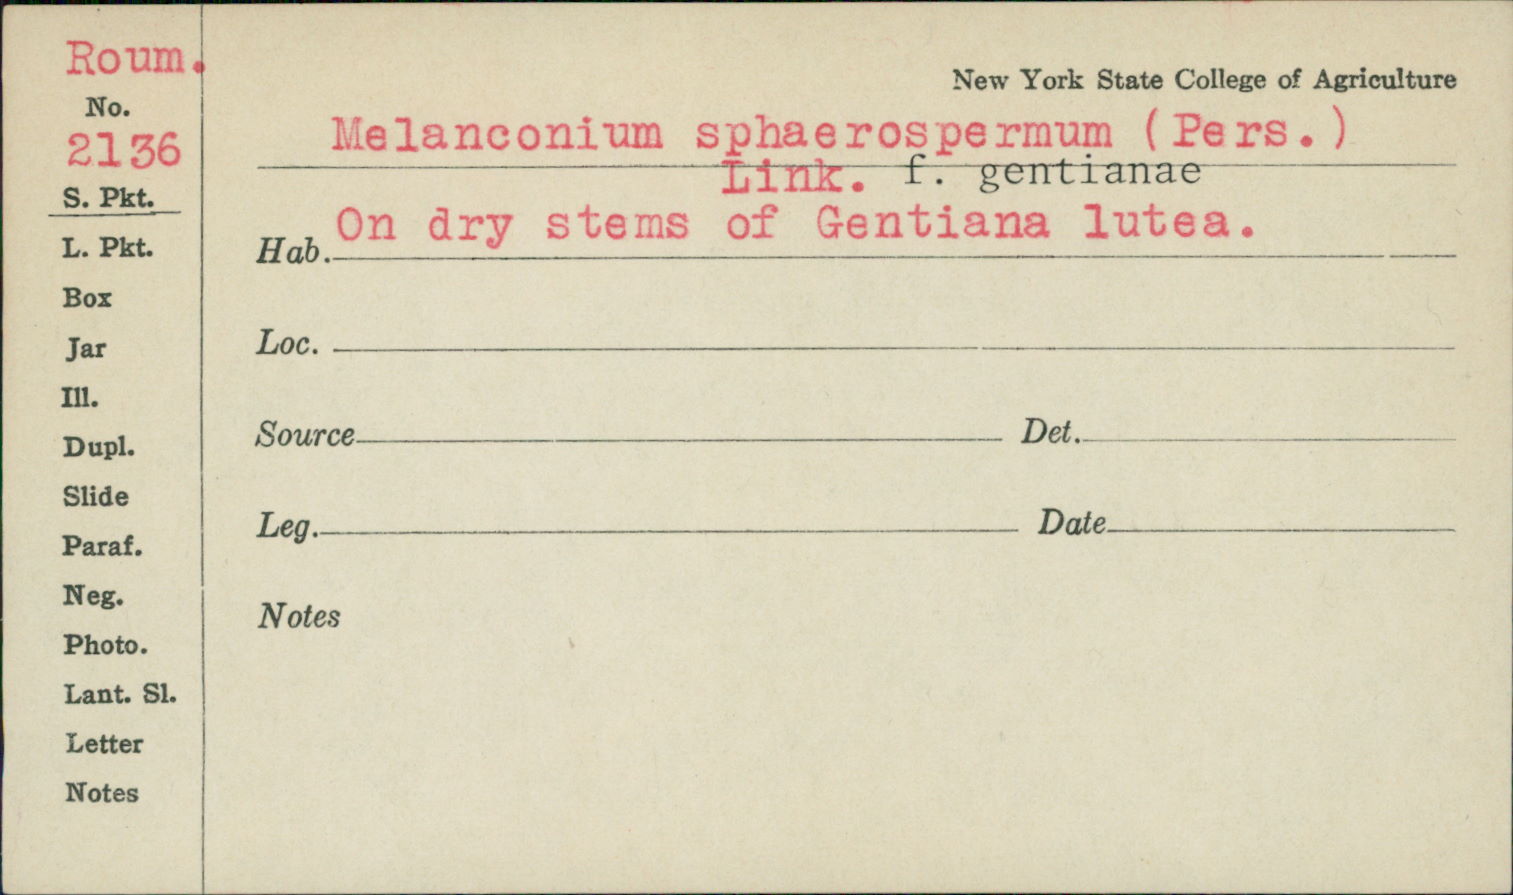 Roum.
No.
2136
S. Pkt.
L. Pkt.
Box
Jar
Ill.
Dupl.
Slide
Paraf.
Neg.
Photo.
Lant. Sl.
Letter
Notes
New York State College of Agriculture
Melanconium sphaerospermum (Pers.)
Link. f. gentianae
Hab. On dry stems of Gentiana lutea.
Loc.
Source Det.
Leg. Date
Notes